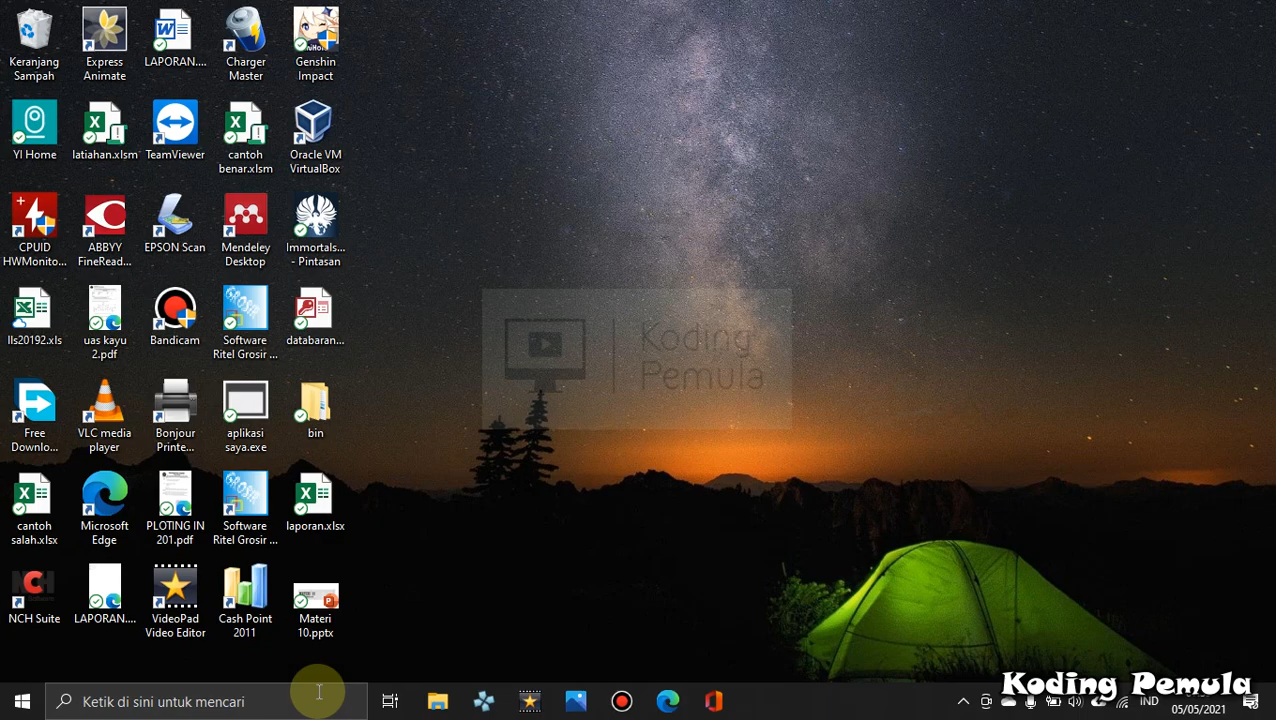 Keranjang
Sampah
Express
Animate
LAPORAN....
Charger
Master
Genshin
Impact
YI Home
latiahan.xlsm
TeamViewer
cantoh
benar.xlsm
Oracle VM
VirtualBox
CPUID
HWMonito...
ABBYY
FineRead...
EPSON Scan
Mendeley
Desktop
Immortals...
- Pintasan
lls20192.xls
uas kayu
2.pdf
Bandicam
Software
Ritel Grosir ...
databaran...
Koding
Pemula
Free
Downlo...
VLC media
player
Bonjour
Printe...
aplikasi
saya.exe
bin
cantoh
salah.xlsx
Microsoft
Edge
PLOTING IN
201.pdf
Software
Ritel Grosir ...
laporan.xlsx
NCH Suite
LAPORAN....
VideoPad
Video Editor
Cash Point
2011
Materi
10.pptx
Ketik di sini untuk mencari
Koding Pemula
IND
05/05/2021